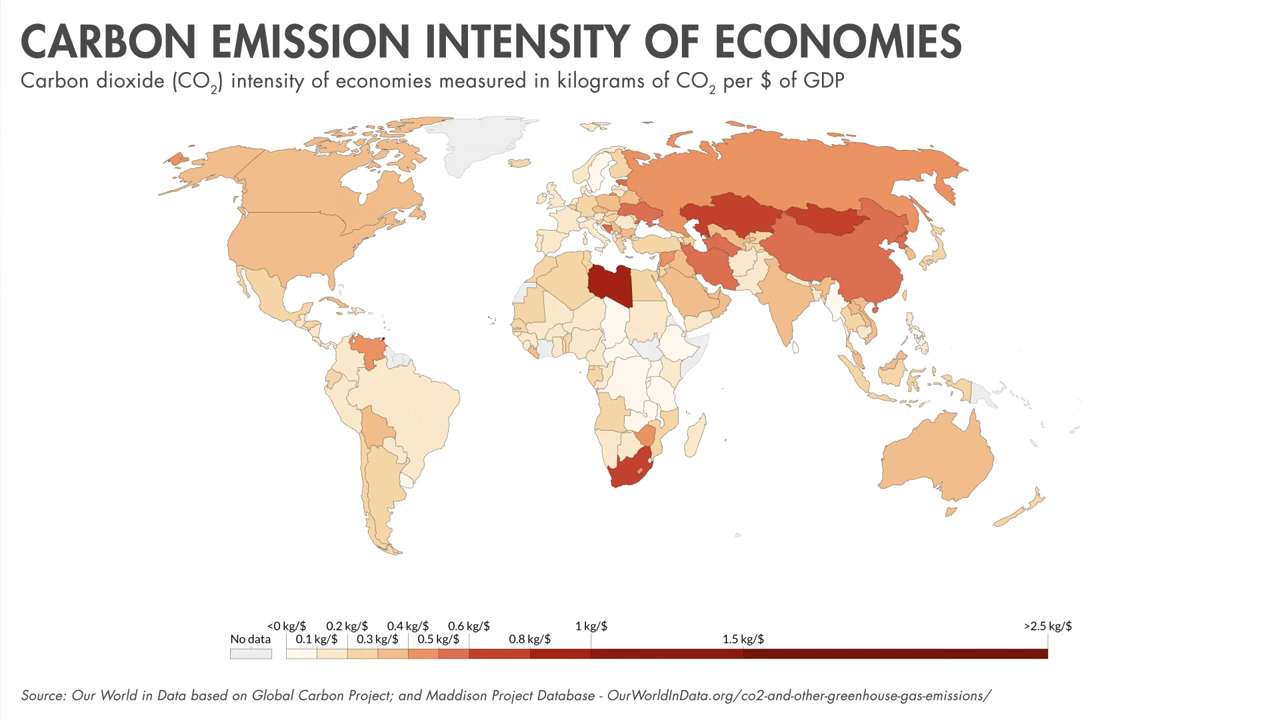 CARBON EMISSION INTENSITY OF ECONOMIES
Carbon dioxide (CO₂) intensity of economies measured in kilograms of CO₂ per $ of GDP
<0 kg/$ 0.2 kg/$ 0.4 kg/$ 0.6 kg/$ 1 kg/$ >2.5 kg/$
No data 0.1 kg/$ 0.3 kg/$ 0.5 kg/$ 0.8 kg/$ 1.5 kg/$
Source: Our World in Data based on Global Carbon Project; and Maddison Project Database - OurWorldInData.org/co2-and-other-greenhouse-gas-emissions/